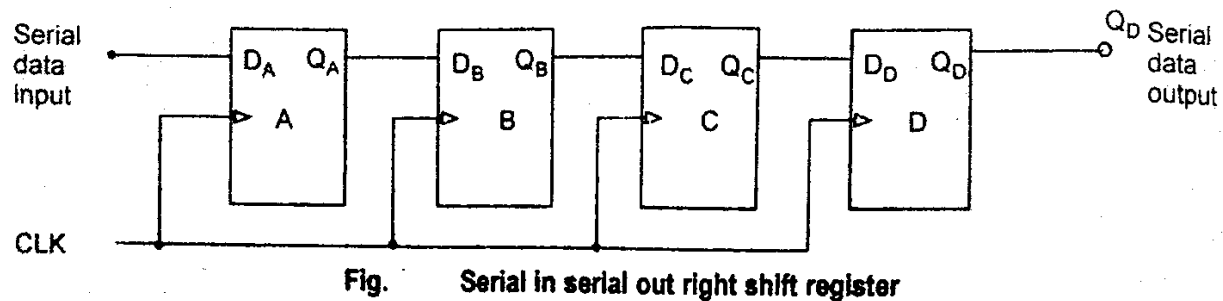 Serial
data
input
D_A Q_A
A
D_B Q_B
B
D_C Q_C
C
D_D Q_D
D
Q_D Serial
data
output
CLK
Fig. Serial in serial out right shift register